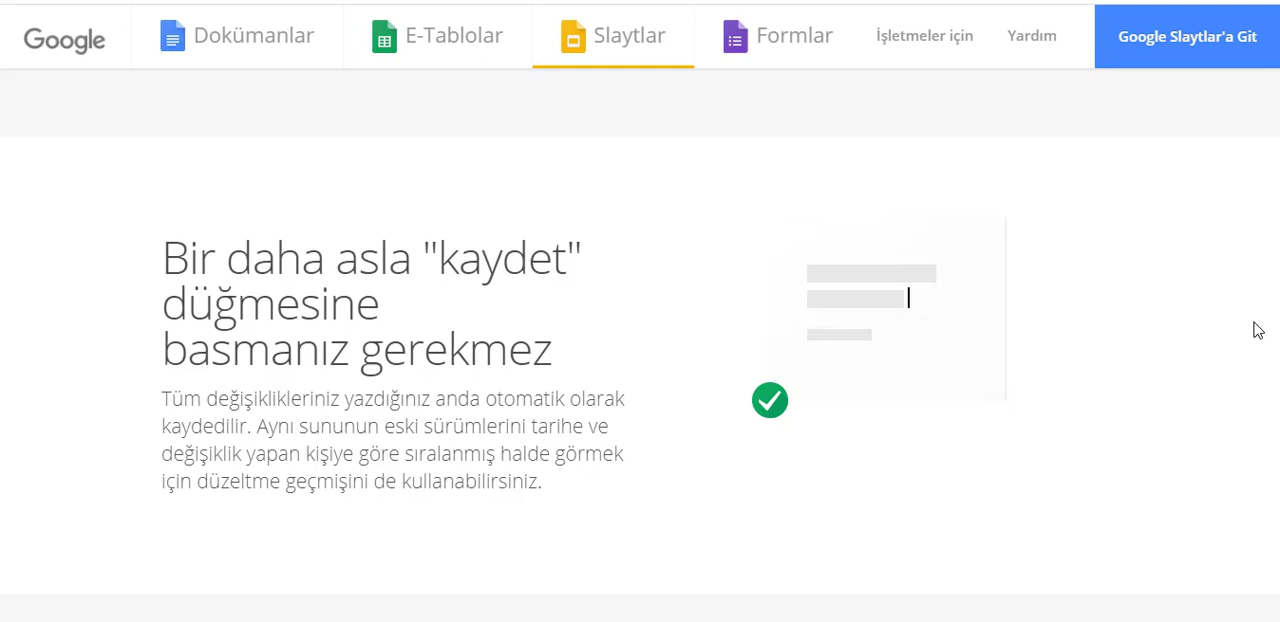 Google Dokümanlar E-Tablolar Slaytlar Formlar İşletmeler için Yardım Google Slaytlar'a Git
Bir daha asla "kaydet"
düğmesine
basmanız gerekmez
Tüm değişiklikleriniz yazdığınız anda otomatik olarak
kaydedilir. Aynı sununun eski sürümlerini tarihe ve
değişiklik yapan kişiye göre sıralanmış halde görmek
için düzeltme geçmişini de kullanabilirsiniz.